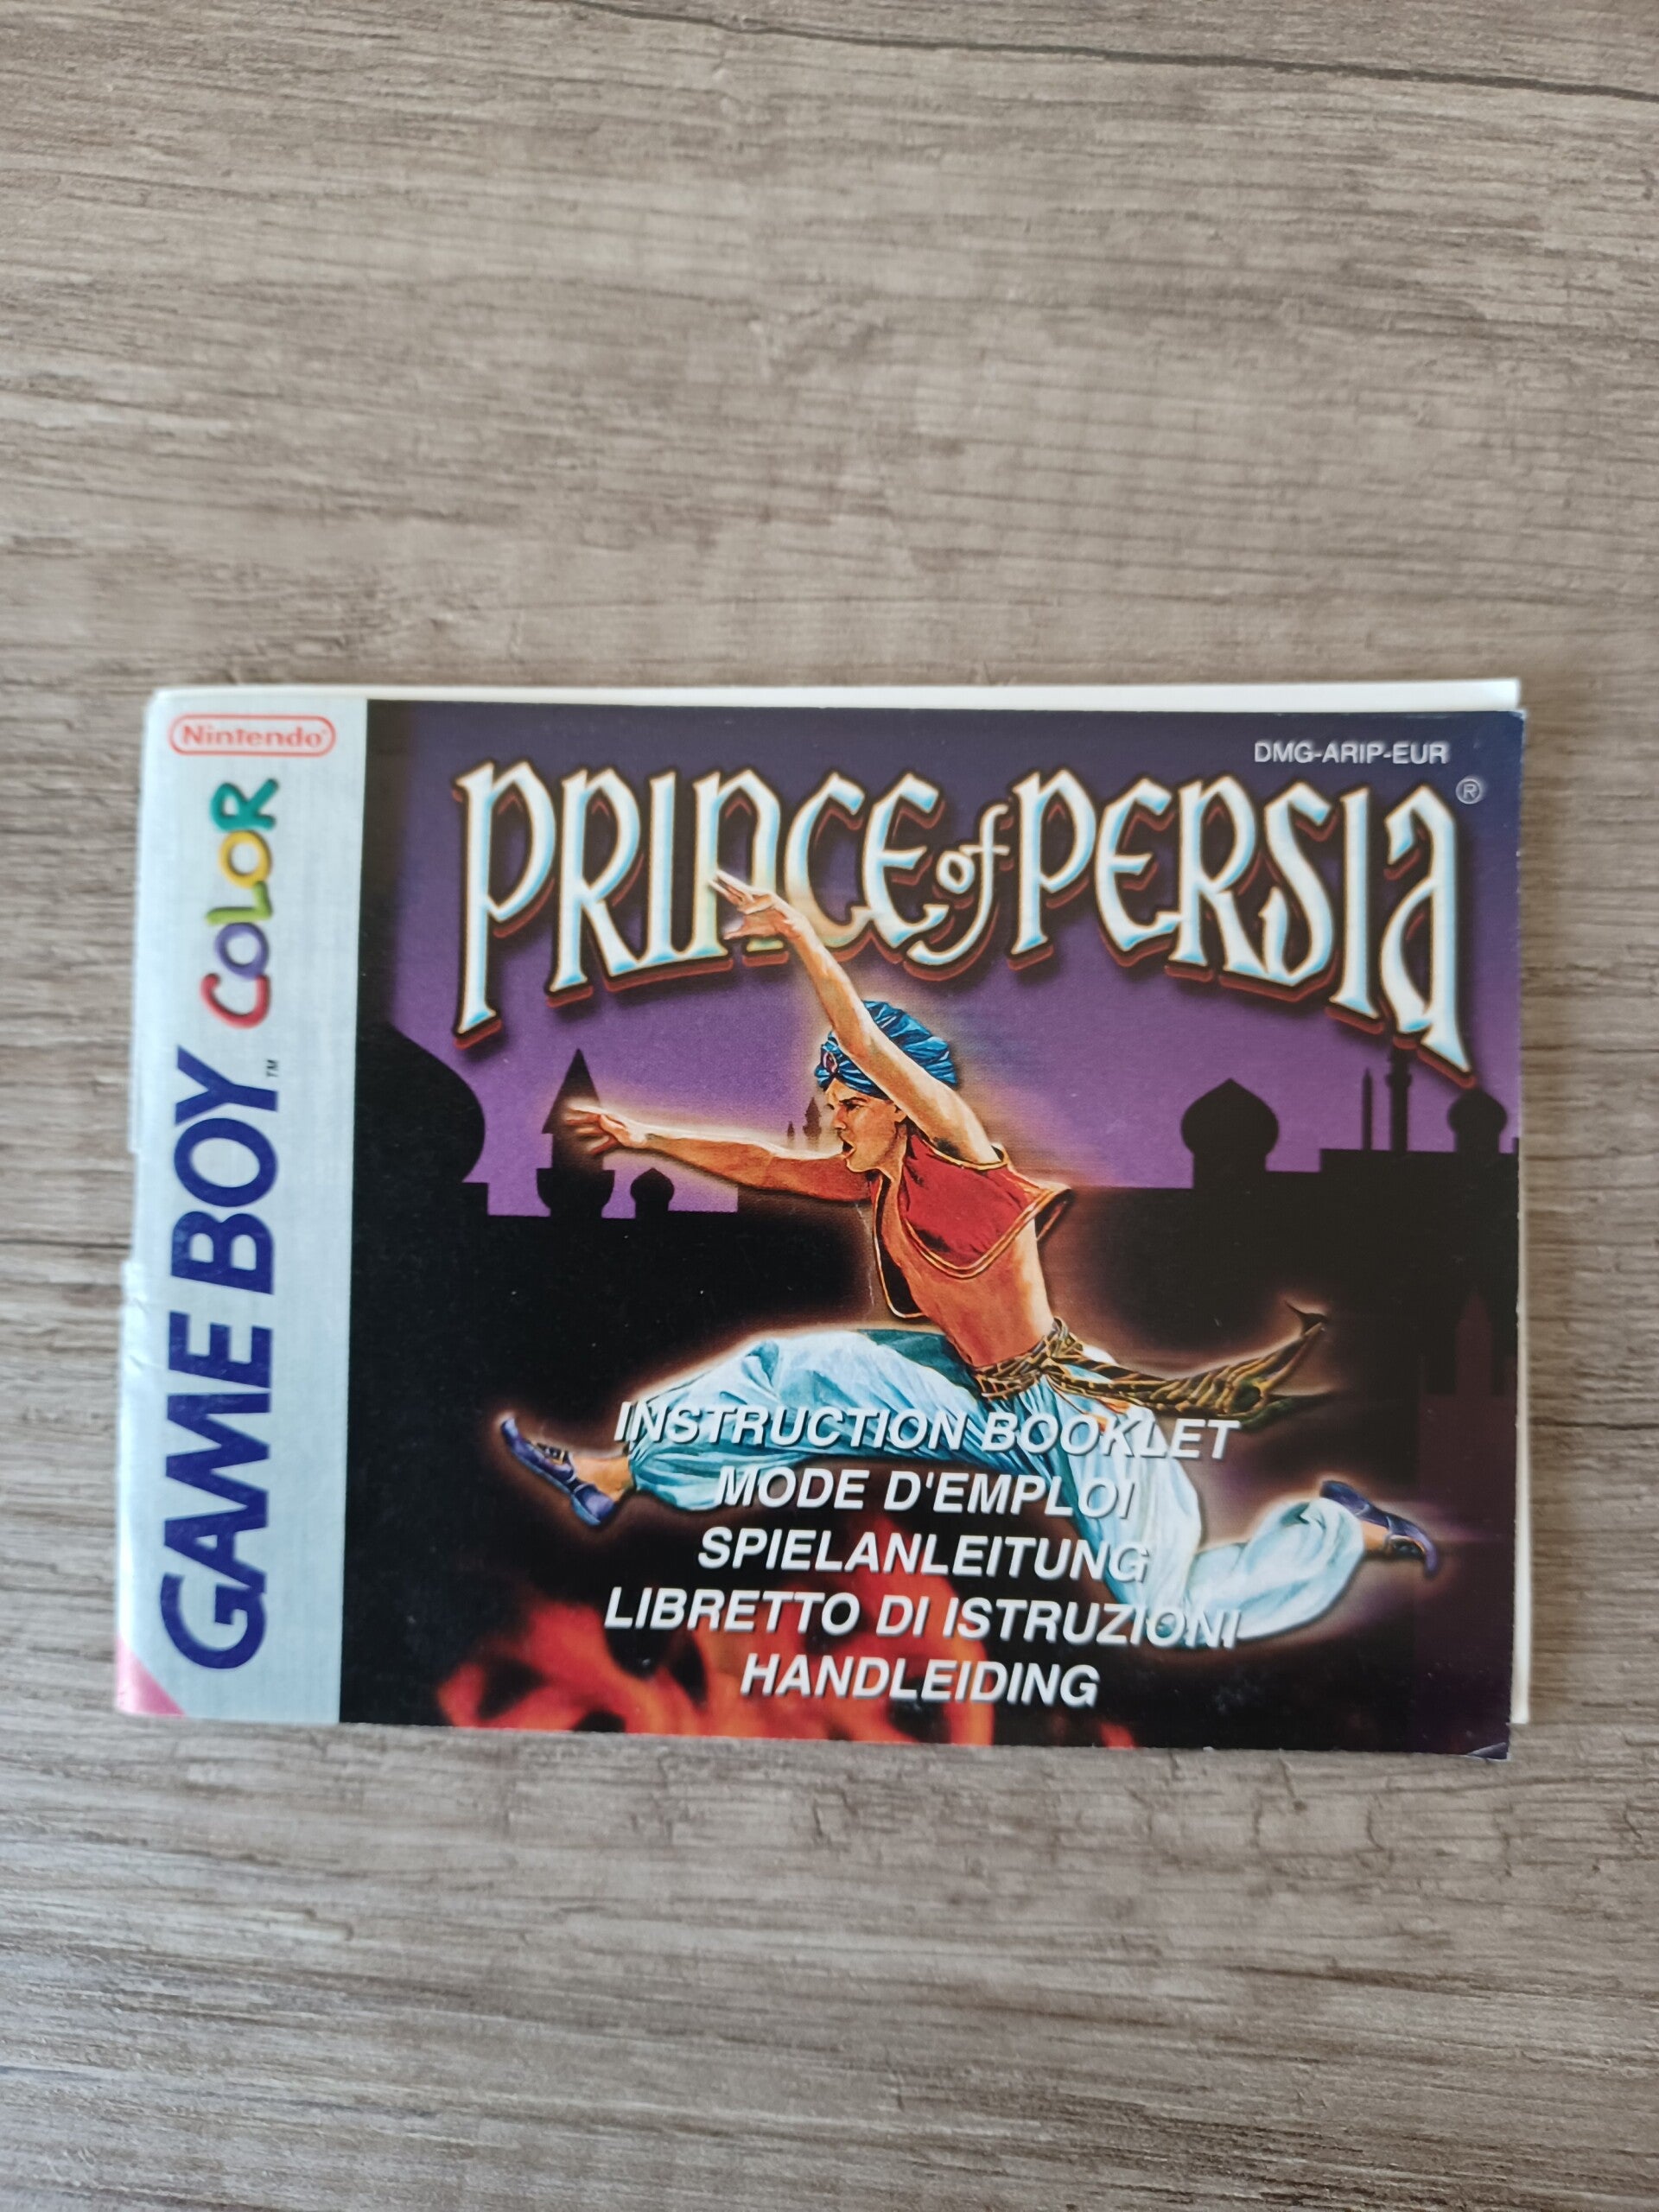 Nintendo®
GAME BOY COLOR
TM
DMG-ARIP-EUR
PRINCE of PERSIA®
INSTRUCTION BOOKLET
MODE D'EMPLOI
SPIELANLEITUNG
LIBRETTO DI ISTRUZIONI
HANDLEIDING